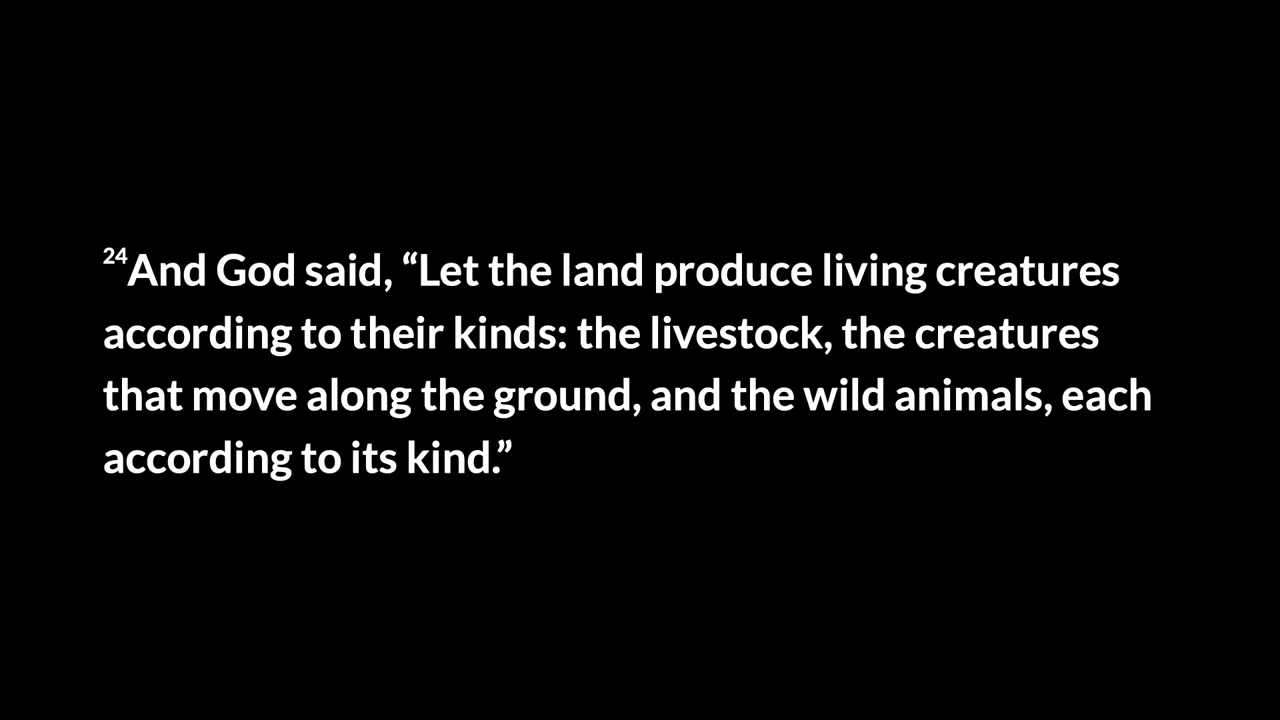 24And God said, “Let the land produce living creatures
according to their kinds: the livestock, the creatures
that move along the ground, and the wild animals, each
according to its kind.”